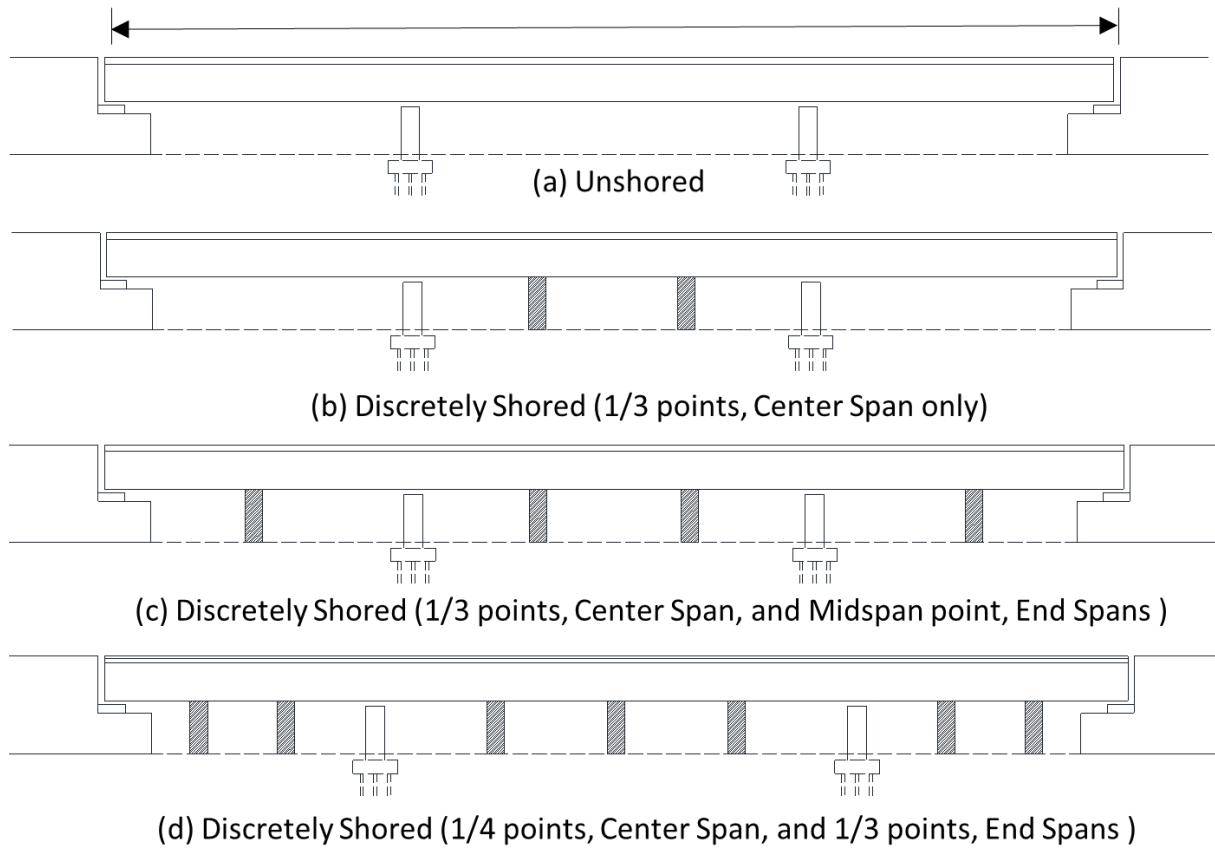 (a) Unshored
(b) Discretely Shored (1/3 points, Center Span only)
(c) Discretely Shored (1/3 points, Center Span, and Midspan point, End Spans )
(d) Discretely Shored (1/4 points, Center Span, and 1/3 points, End Spans )